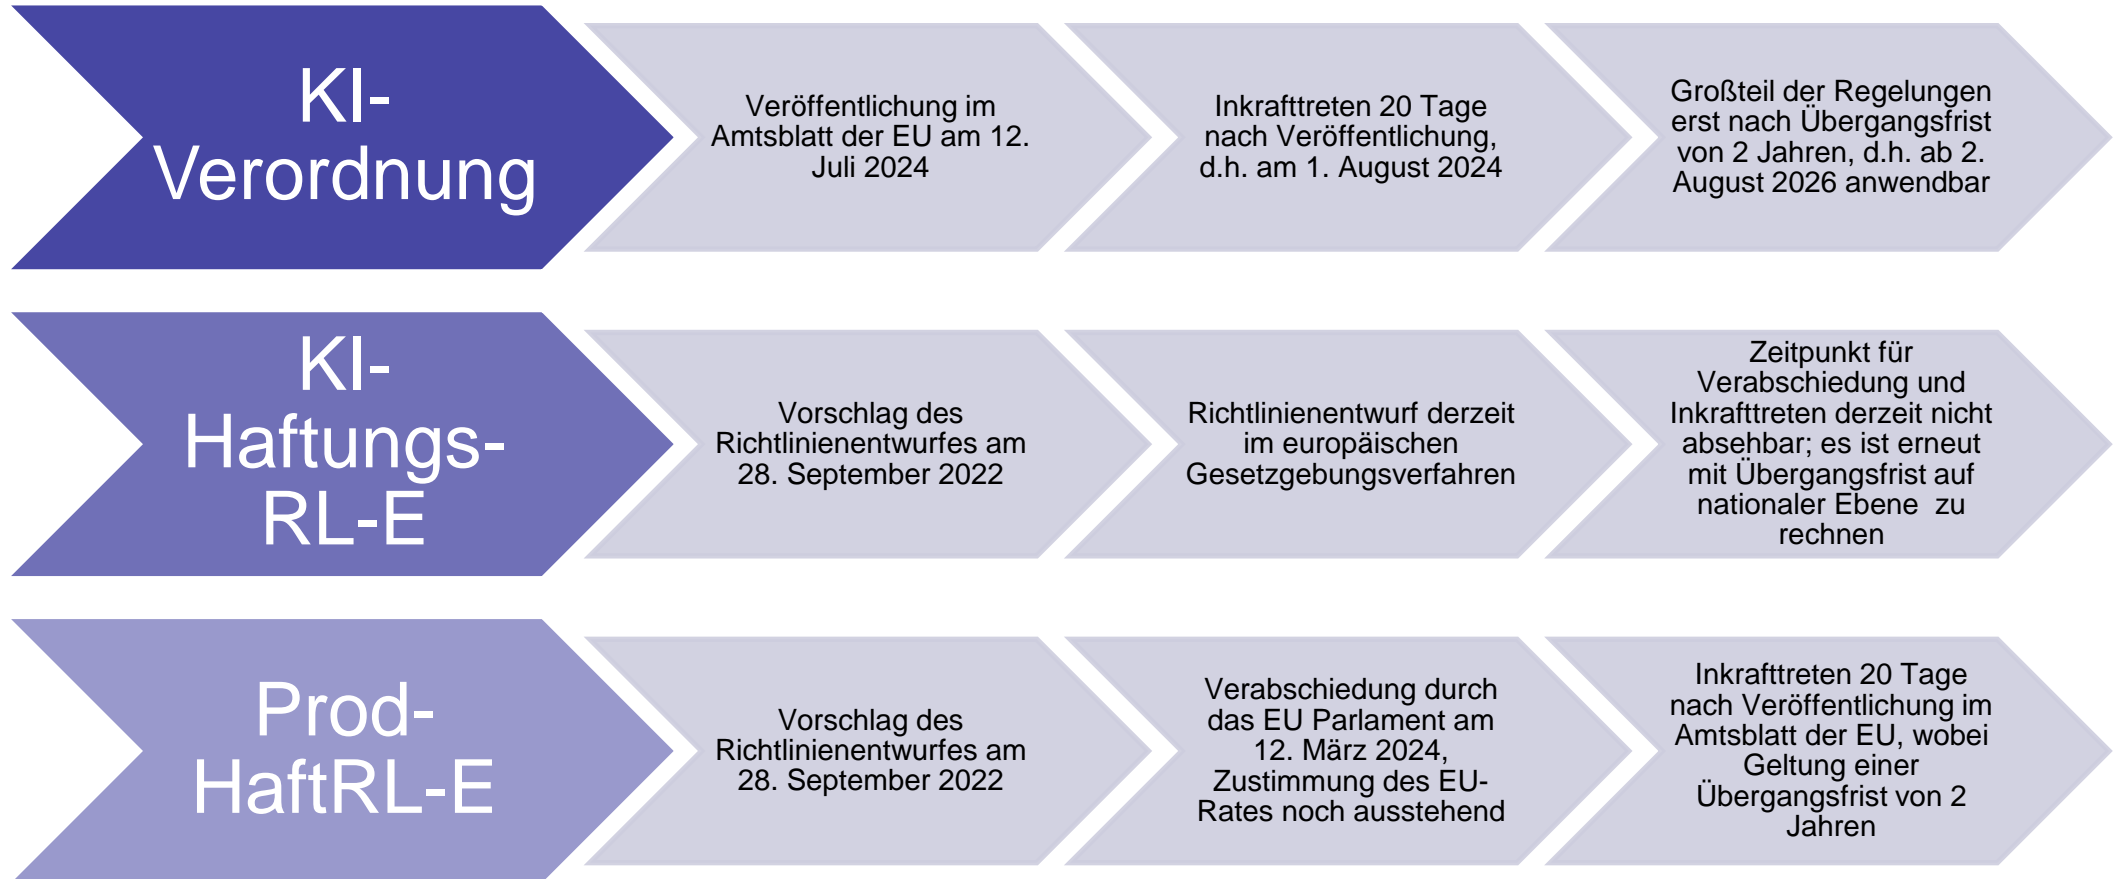 KI-
Verordnung
Veröffentlichung im
Amtsblatt der EU am 12.
Juli 2024
Inkrafttreten 20 Tage
nach Veröffentlichung,
d.h. am 1. August 2024
Großteil der Regelungen
erst nach Übergangsfrist
von 2 Jahren, d.h. ab 2.
August 2026 anwendbar
KI-
Haftungs-
RL-E
Vorschlag des
Richtlinienentwurfes am
28. September 2022
Richtlinienentwurf derzeit
im europäischen
Gesetzgebungsverfahren
Zeitpunkt für
Verabschiedung und
Inkrafttreten derzeit nicht
absehbar; es ist erneut
mit Übergangsfrist auf
nationaler Ebene  zu
rechnen
Prod-
HaftRL-E
Vorschlag des
Richtlinienentwurfes am
28. September 2022
Verabschiedung durch
das EU Parlament am
12. März 2024,
Zustimmung des EU-
Rates noch ausstehend
Inkrafttreten 20 Tage
nach Veröffentlichung im
Amtsblatt der EU, wobei
Geltung einer
Übergangsfrist von 2
Jahren